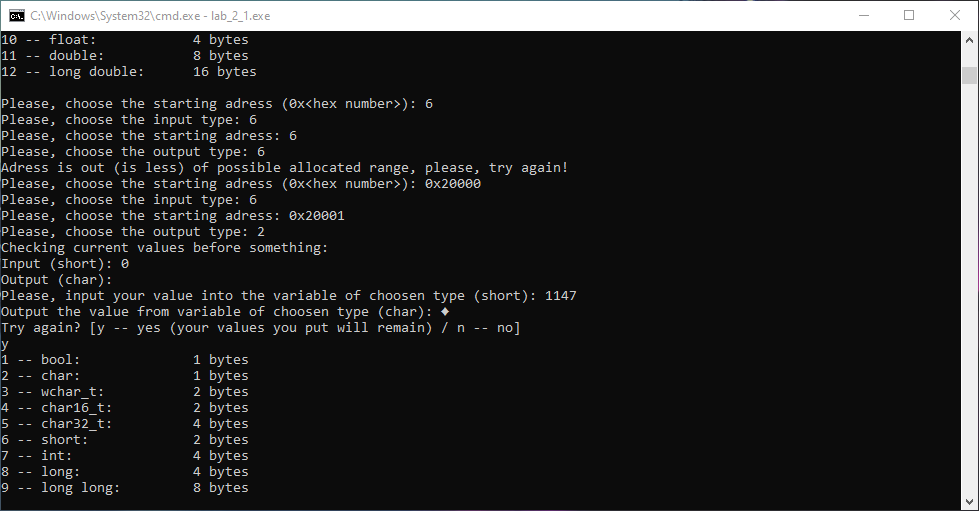 C:\Windows\System32\cmd.exe - lab_2_1.exe
10 -- float:            4 bytes
11 -- double:           8 bytes
12 -- long double:      16 bytes
Please, choose the starting adress (0x<hex number>): 6
Please, choose the input type: 6
Please, choose the starting adress: 6
Please, choose the output type: 6
Adress is out (is less) of possible allocated range, please, try again!
Please, choose the starting adress (0x<hex number>): 0x20000
Please, choose the input type: 6
Please, choose the starting adress: 0x20001
Please, choose the output type: 2
Checking current values before something:
Input (short): 0
Output (char):
Please, input your value into the variable of choosen type (short): 1147
Output the value from variable of choosen type (char): ♦
Try again? [y -- yes (your values you put will remain) / n -- no]
y
1 -- bool:              1 bytes
2 -- char:              1 bytes
3 -- wchar_t:           2 bytes
4 -- char16_t:          2 bytes
5 -- char32_t:          4 bytes
6 -- short:             2 bytes
7 -- int:               4 bytes
8 -- long:              4 bytes
9 -- long long:         8 bytes